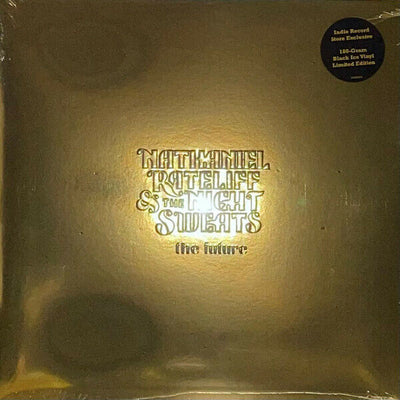 Indie Record
Store Exclusive
180-Gram
Black Ice Vinyl
Limited Edition
NATHANIEL
RATELIFF
& THE NIGHT
SWEATS
the future